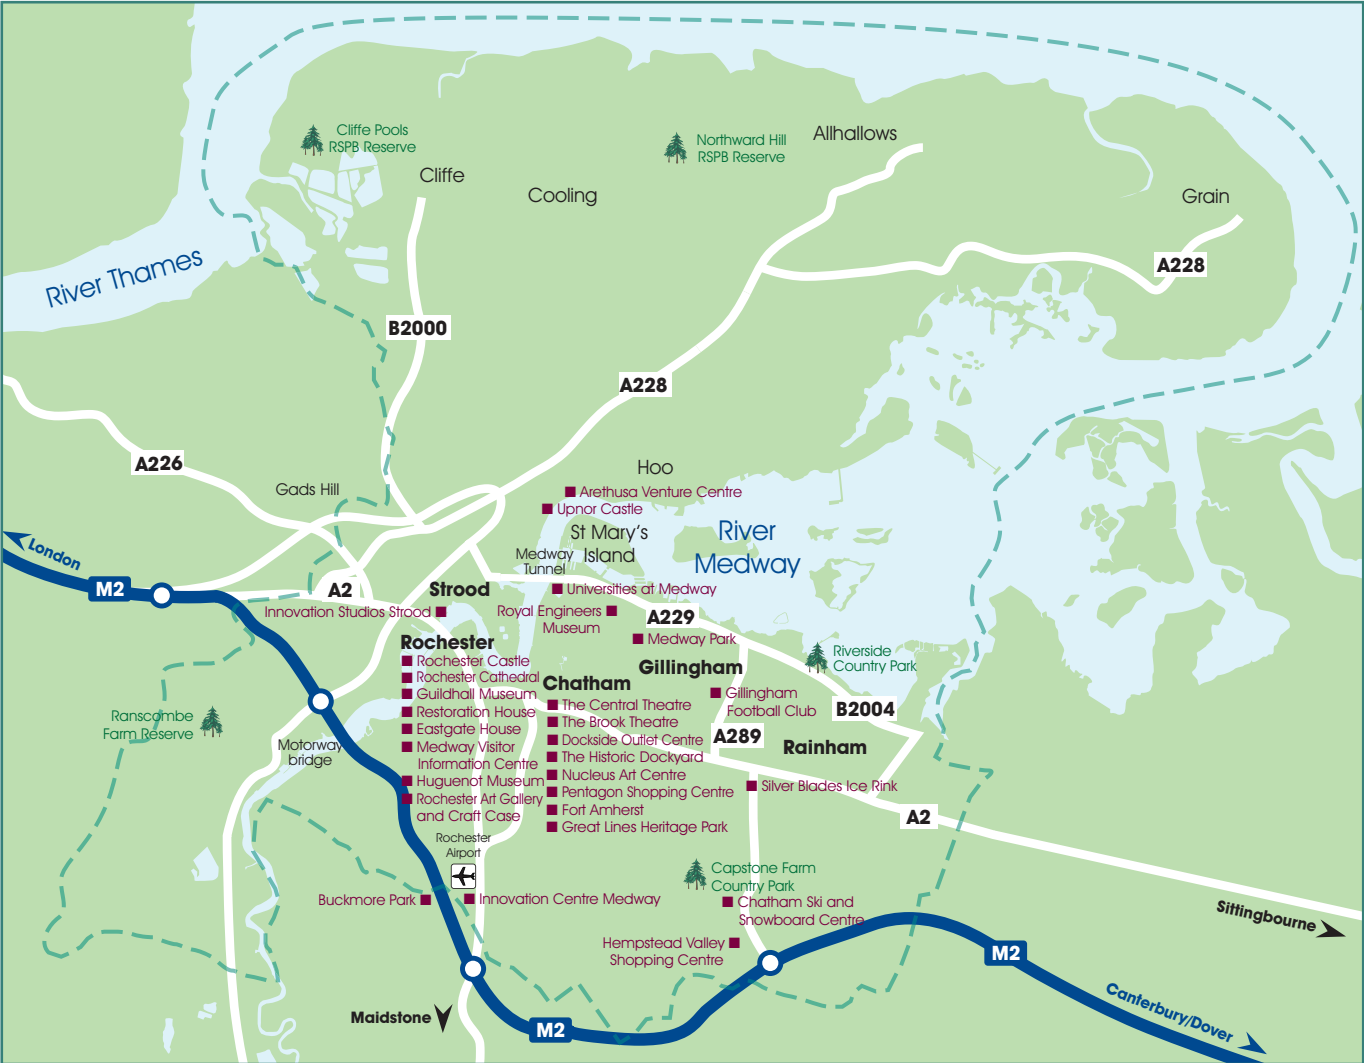 Cliffe Pools
RSPB Reserve
Northward Hill
RSPB Reserve
Allhallows
Cliffe
Cooling
Grain
River Thames
A228
B2000
A228
A226
Hoo
Gads Hill
Arethusa Venture Centre
Upnor Castle
St Mary's
Island
River
Medway
London
Medway
Tunnel
M2
A2
Strood
Universities at Medway
Innovation Studios Strood
Royal Engineers
Museum
A229
Medway Park
Rochester
Rochester Castle
Rochester Cathedral
Guildhall Museum
Restoration House
Eastgate House
Medway Visitor
Information Centre
Huguenot Museum
Rochester Art Gallery
and Craft Case
Gillingham
Riverside
Country Park
Chatham
The Central Theatre
The Brook Theatre
Dockside Outlet Centre
The Historic Dockyard
Nucleus Art Centre
Pentagon Shopping Centre
Fort Amherst
Great Lines Heritage Park
Gillingham
Football Club
B2004
A289
Rainham
Ranscombe
Farm Reserve
Motorway
bridge
Silver Blades Ice Rink
A2
Rochester
Airport
Capstone Farm
Country Park
Buckmore Park
Innovation Centre Medway
Chatham Ski and
Snowboard Centre
Sittingbourne
Hempstead Valley
Shopping Centre
M2
Maidstone
M2
Canterbury/Dover